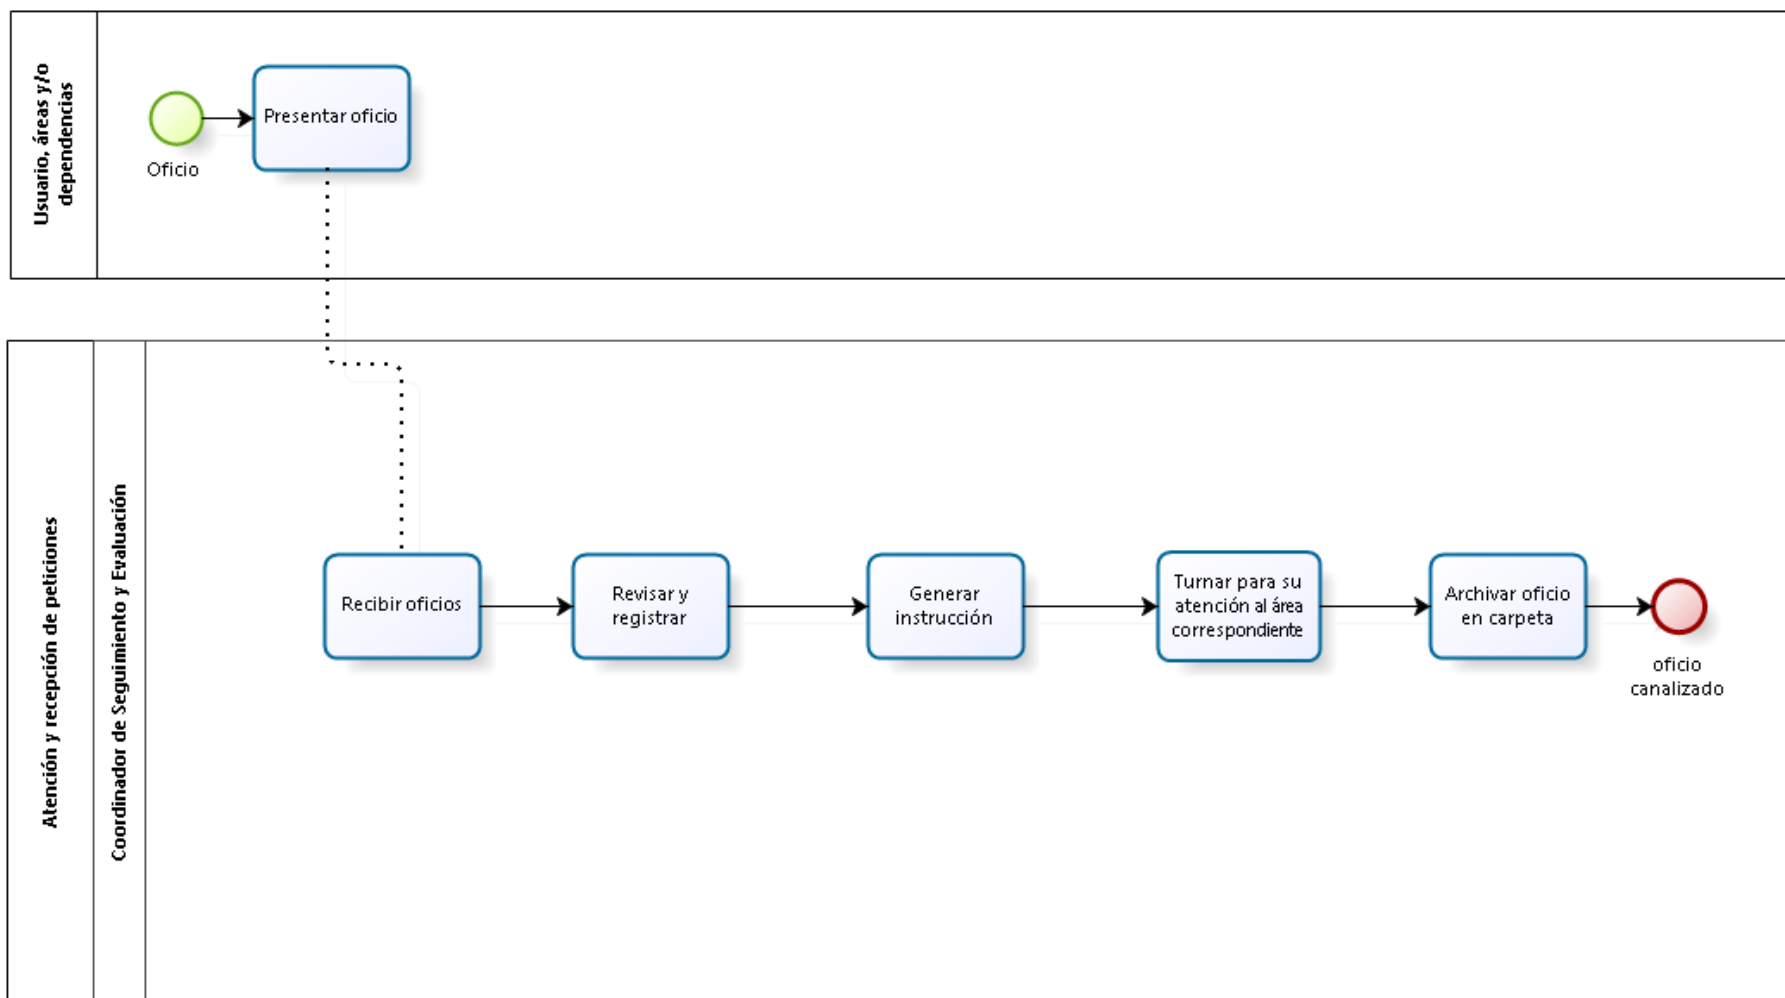 Usuario, áreas y/o
dependencias
Oficio
Presentar oficio
Atención y recepción de peticiones
Coordinador de Seguimiento y Evaluación
Recibir oficios
Revisar y
registrar
Generar
instrucción
Turnar para su
atención al área
correspondiente
Archivar oficio
en carpeta
oficio
canalizado